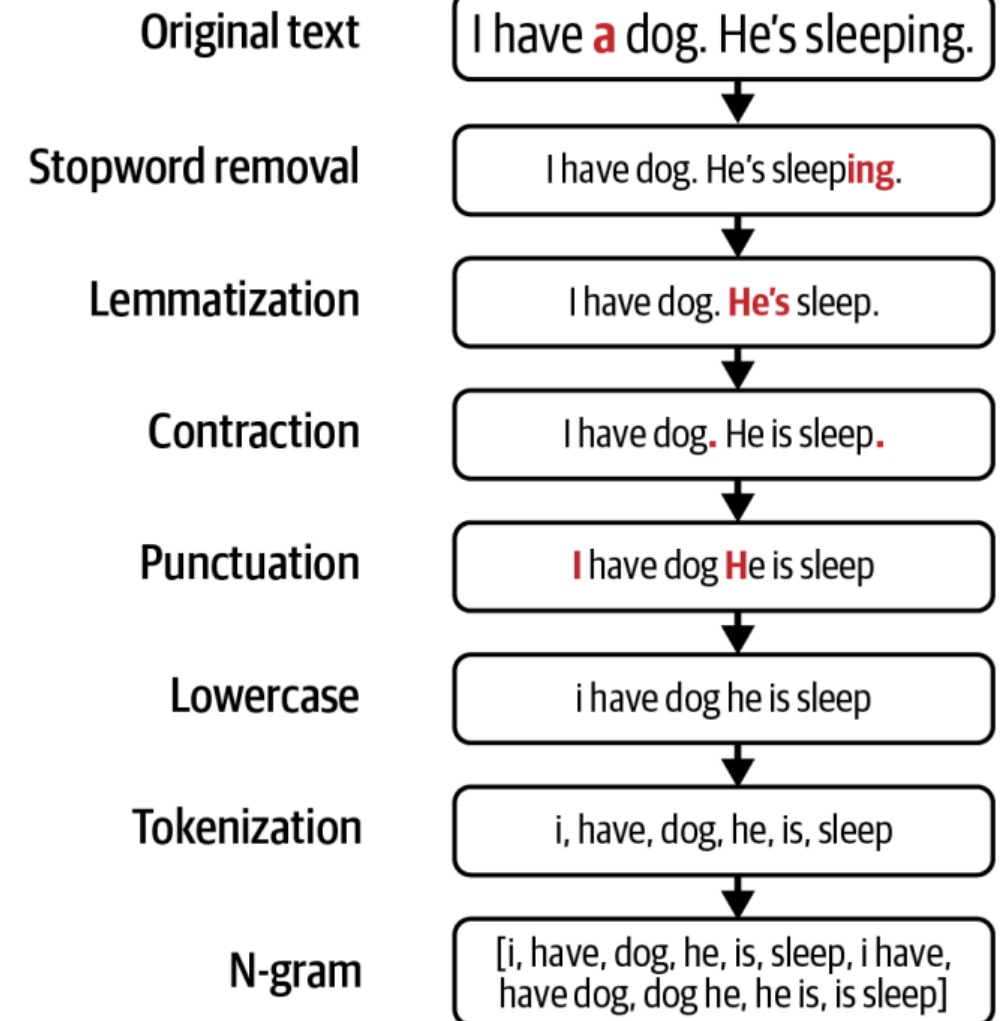 Original text
I have a dog. He's sleeping.
Stopword removal
I have dog. He's sleeping.
Lemmatization
I have dog. He's sleep.
Contraction
I have dog. He is sleep.
Punctuation
I have dog He is sleep
Lowercase
i have dog he is sleep
Tokenization
i, have, dog, he, is, sleep
N-gram
[i, have, dog, he, is, sleep, i have,
have dog, dog he, he is, is sleep]